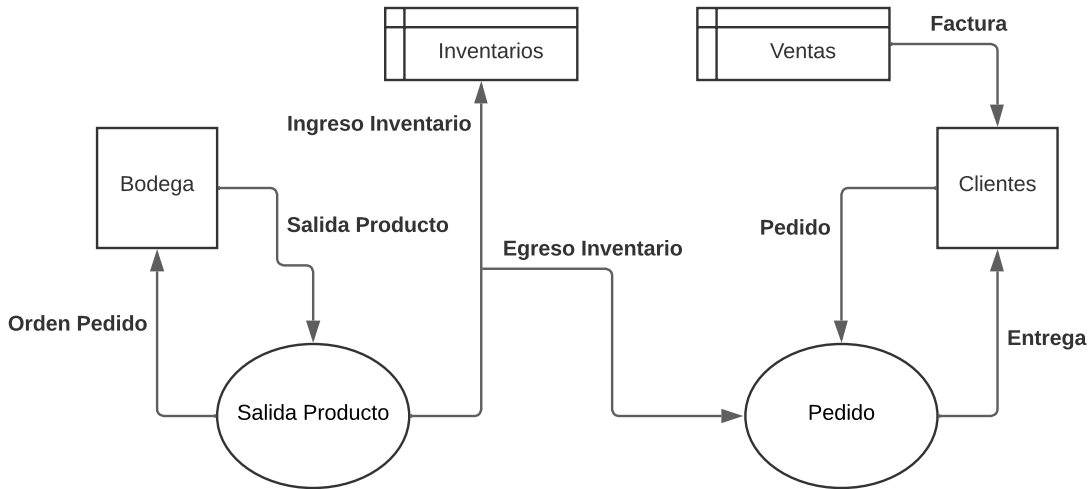 Factura
Inventarios
Ventas
Ingreso Inventario
Bodega
Clientes
Salida Producto
Pedido
Egreso Inventario
Orden Pedido
Entrega
Salida Producto
Pedido